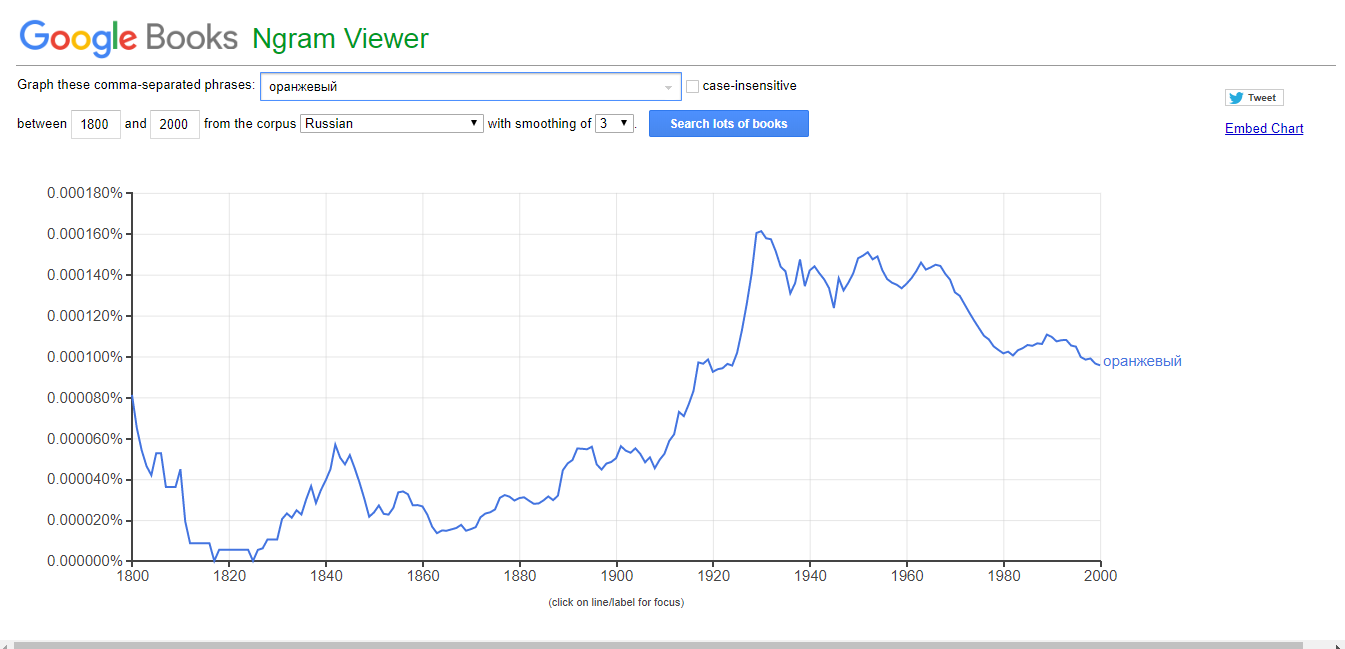 Google Books Ngram Viewer
Graph these comma-separated phrases: оранжевый case-insensitive
between 1800 and 2000 from the corpus Russian with smoothing of 3 . Search lots of books
Tweet
Embed Chart
0.000180%
0.000160%
0.000140%
0.000120%
0.000100%
оранжевый
0.000080%
0.000060%
0.000040%
0.000020%
0.000000%
1800 1820 1840 1860 1880 1900 1920 1940 1960 1980 2000
(click on line/label for focus)